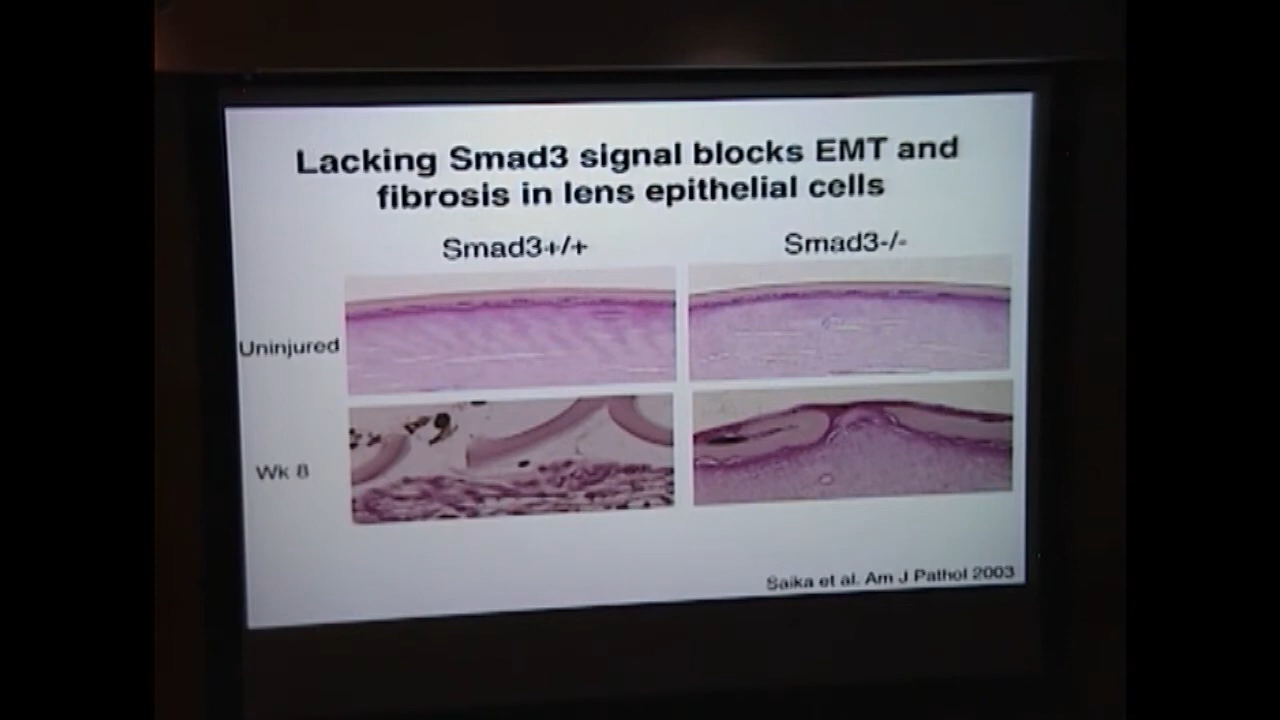 Lacking Smad3 signal blocks EMT and
fibrosis in lens epithelial cells
Smad3+/+
Smad3-/-
Uninjured
Wk 8
Saika et al. Am J Pathol 2003